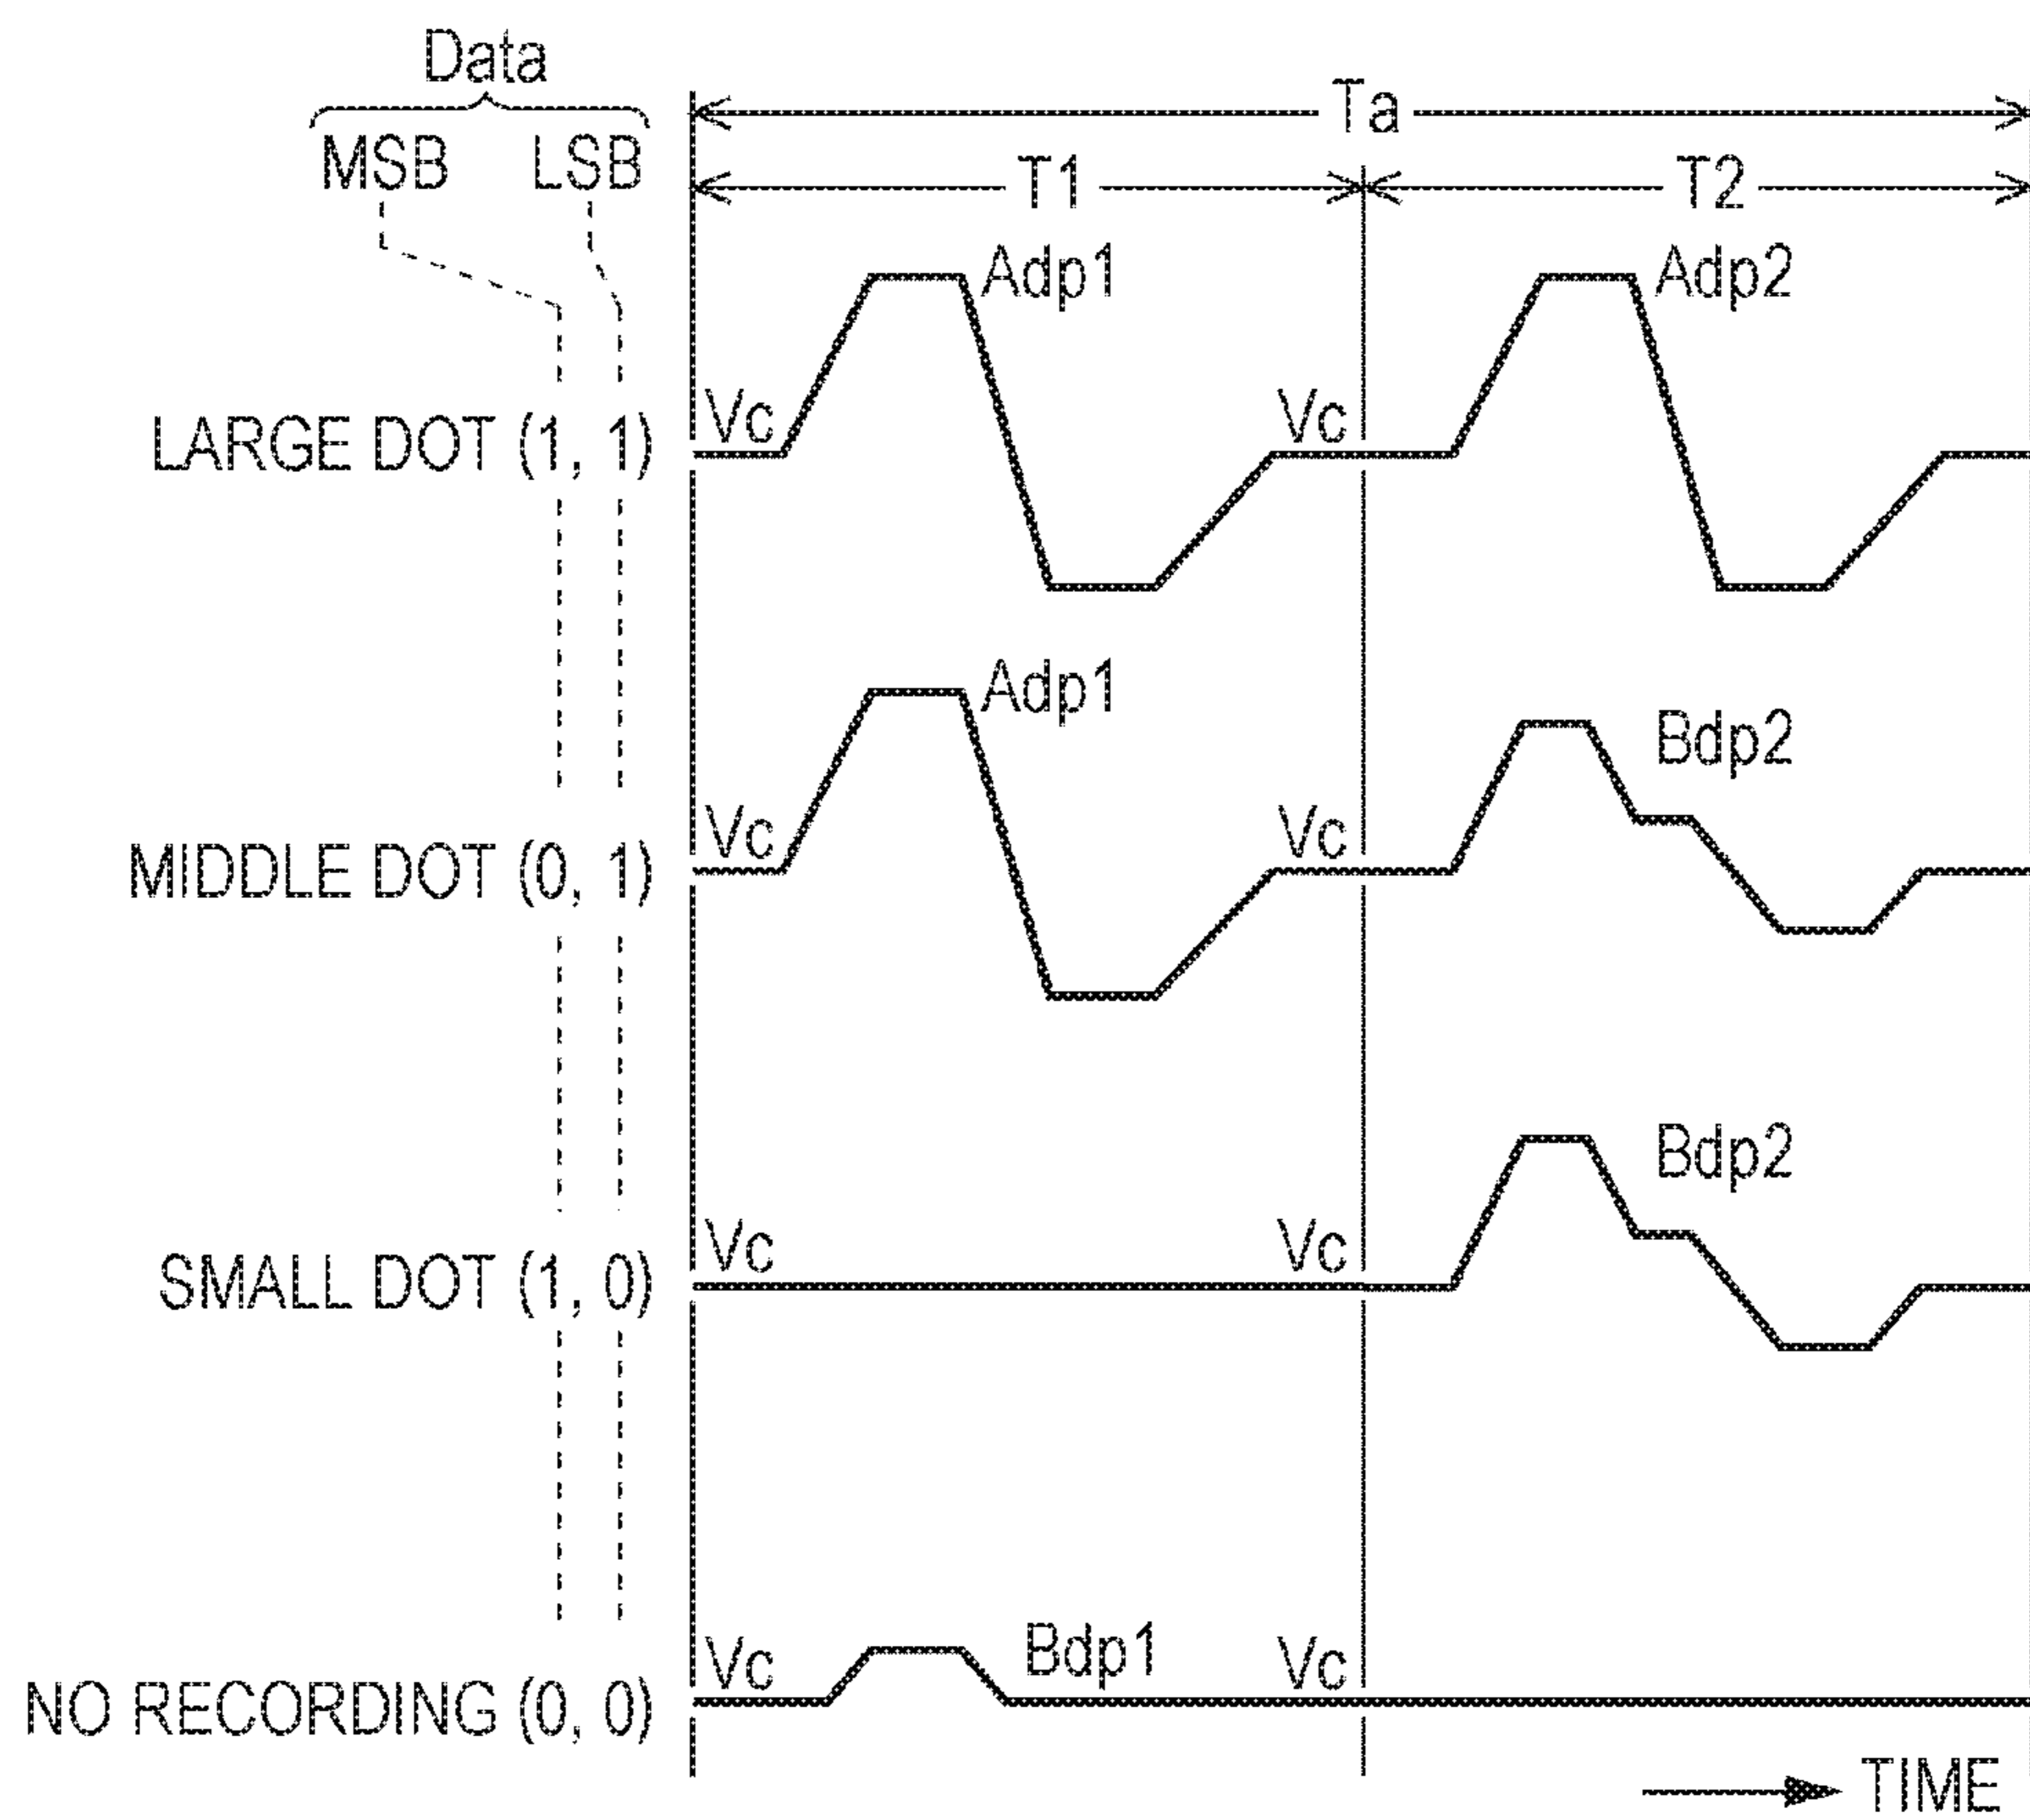 Data
MSB LSB
Ta
T1 T2
Adp1 Adp2
LARGE DOT (1, 1) Vc Vc
Adp1 Bdp2
MIDDLE DOT (0, 1) Vc Vc
Bdp2
SMALL DOT (1, 0) Vc Vc
Bdp1
NO RECORDING (0, 0) Vc Vc
TIME